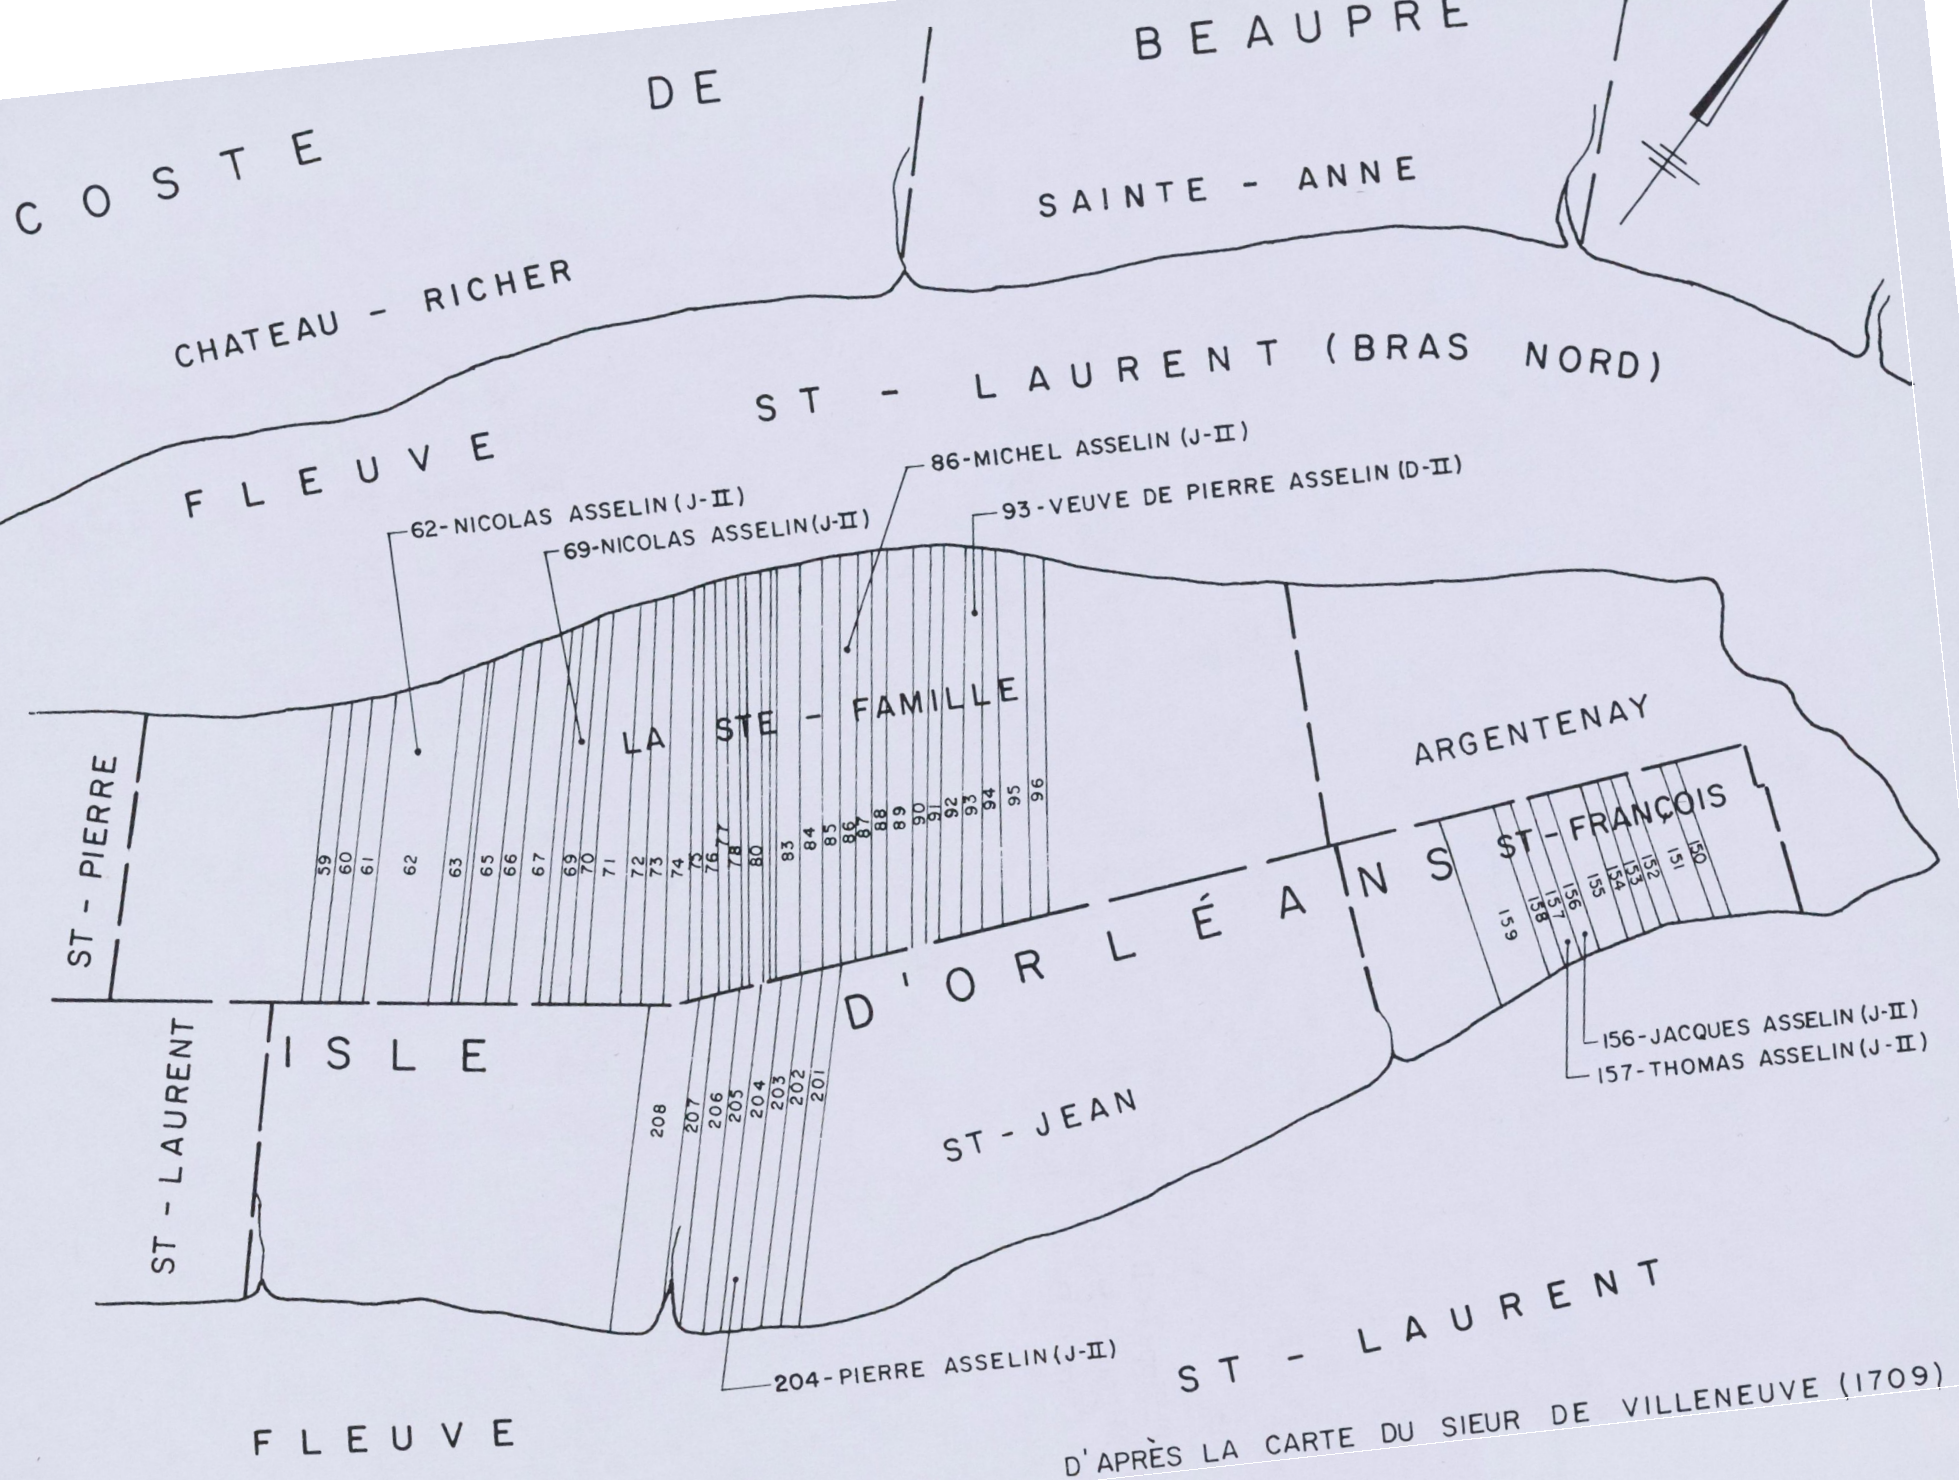 COSTE DE BEAUPRE
SAINTE - ANNE
CHATEAU - RICHER
FLEUVE ST - LAURENT (BRAS NORD)
86-MICHEL ASSELIN (J-II)
93-VEUVE DE PIERRE ASSELIN (D-II)
62-NICOLAS ASSELIN (J-II)
69-NICOLAS ASSELIN (J-II)
LA STE - FAMILLE
ARGENTENAY
ST - PIERRE
ST - FRANÇOIS
59 60 61 62 63 65 66 67 69 70 71 72 73 74 75 76 77 78 80 83 84 85 86 87 88 89 90 91 92 93 94 95 96
159 158 157 156 155 154 153 152 151 150
ISLE D'ORLÉANS
156-JACQUES ASSELIN (J-II)
157-THOMAS ASSELIN (J-II)
ST - LAURENT
208 207 206 205 204 203 202 201
ST - JEAN
204-PIERRE ASSELIN (J-II)
FLEUVE ST - LAURENT
D'APRÈS LA CARTE DU SIEUR DE VILLENEUVE (1709)